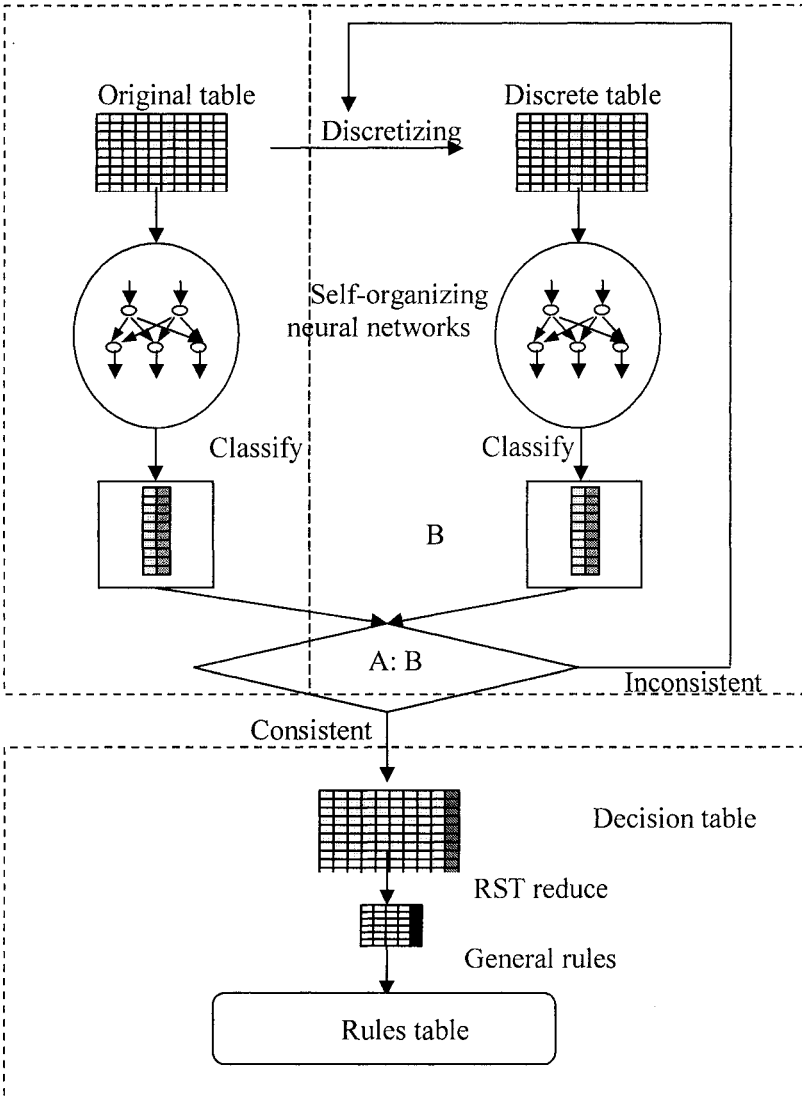 Original table
Discrete table
Discretizing
Self-organizing
neural networks
Classify
Classify
B
A: B
Inconsistent
Consistent
Decision table
RST reduce
General rules
Rules table